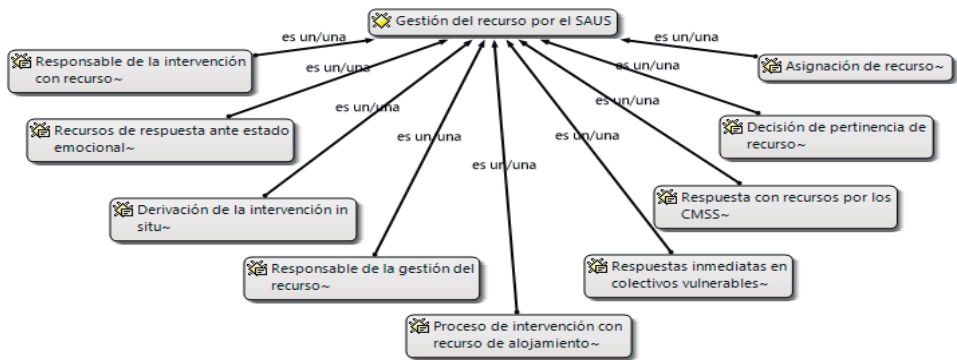 Gestión del recurso por el SAUS
es un/una
es un/una
Responsable de la intervención
con recurso~
es un/una
es un/una
Asignación de recurso~
es un/una
es un/una
Recursos de respuesta ante estado
emocional~
es un/una
es un/una
Decisión de pertinencia de
recurso~
es un/una
Derivación de la intervención in
situ~
Respuesta con recursos por los
CMSS~
Responsable de la gestión del
recurso~
Respuestas inmediatas en
colectivos vulnerables~
Proceso de intervención con
recurso de alojamiento~